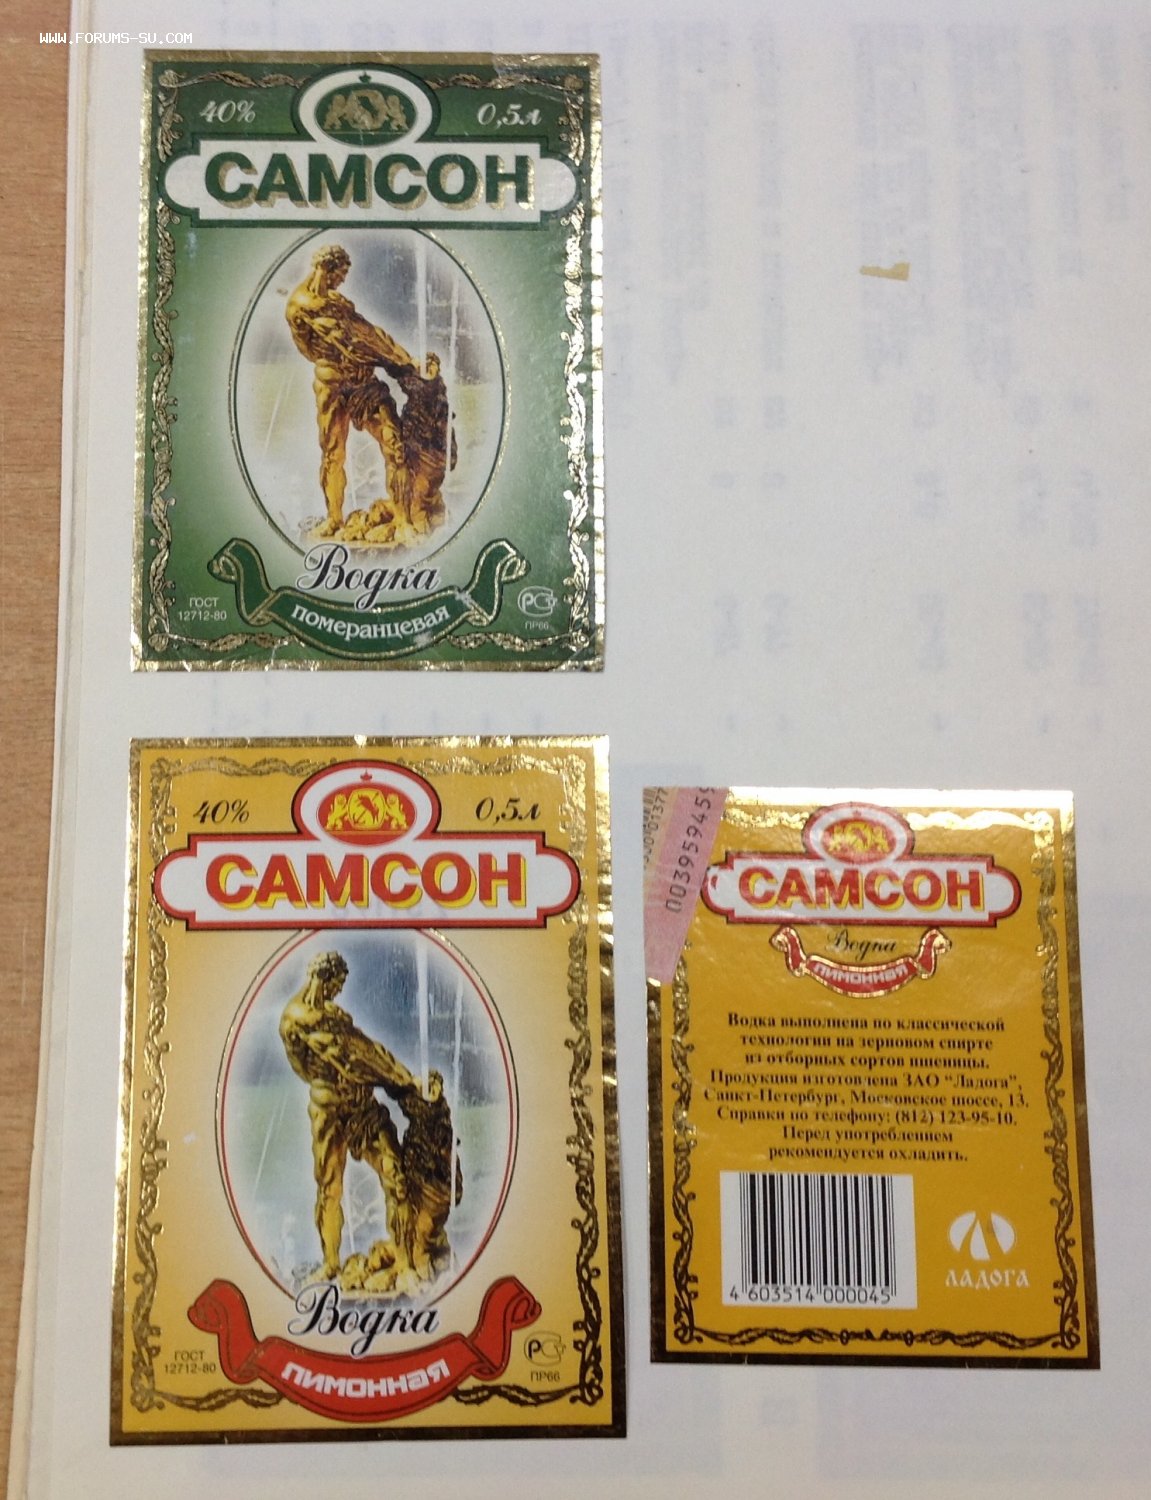 WWW.FORUMS-SU.COM
40%
0,5л
САМСОН
Водка
померанцевая
ГОСТ
12712-80
РСТ
ПР66
40%
0,5л
САМСОН
Водка
лимонная
ГОСТ
12712-80
РСТ
ПР66
003959459
САМСОН
Водка
лимонная
Водка выполнена по классической
технологии на зерновом спирте
из отборных сортов пшеницы.
Продукция изготовлена ЗАО "Ладога",
Санкт-Петербург, Московское шоссе, 13.
Справки по телефону: (812) 123-95-10.
Перед употреблением
рекомендуется охладить.
4 603514 000045
ЛАДОГА